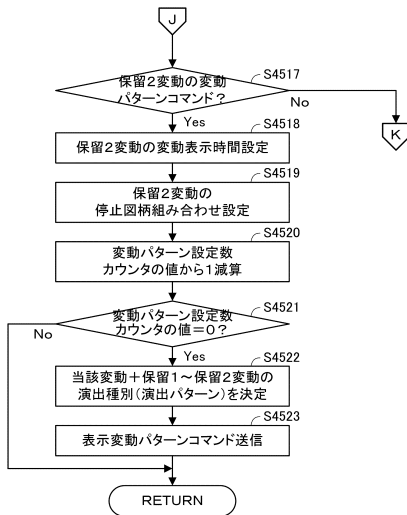 J
保留2変動の変動
パターンコマンド?
S4517
No
K
Yes
S4518
保留2変動の変動表示時間設定
S4519
保留2変動の
停止図柄組み合わせ設定
S4520
変動パターン設定数
カウンタの値から1減算
S4521
変動パターン設定数
カウンタの値=0?
No
Yes
S4522
当該変動+保留1~保留2変動の
演出種別(演出パターン)を決定
S4523
表示変動パターンコマンド送信
RETURN